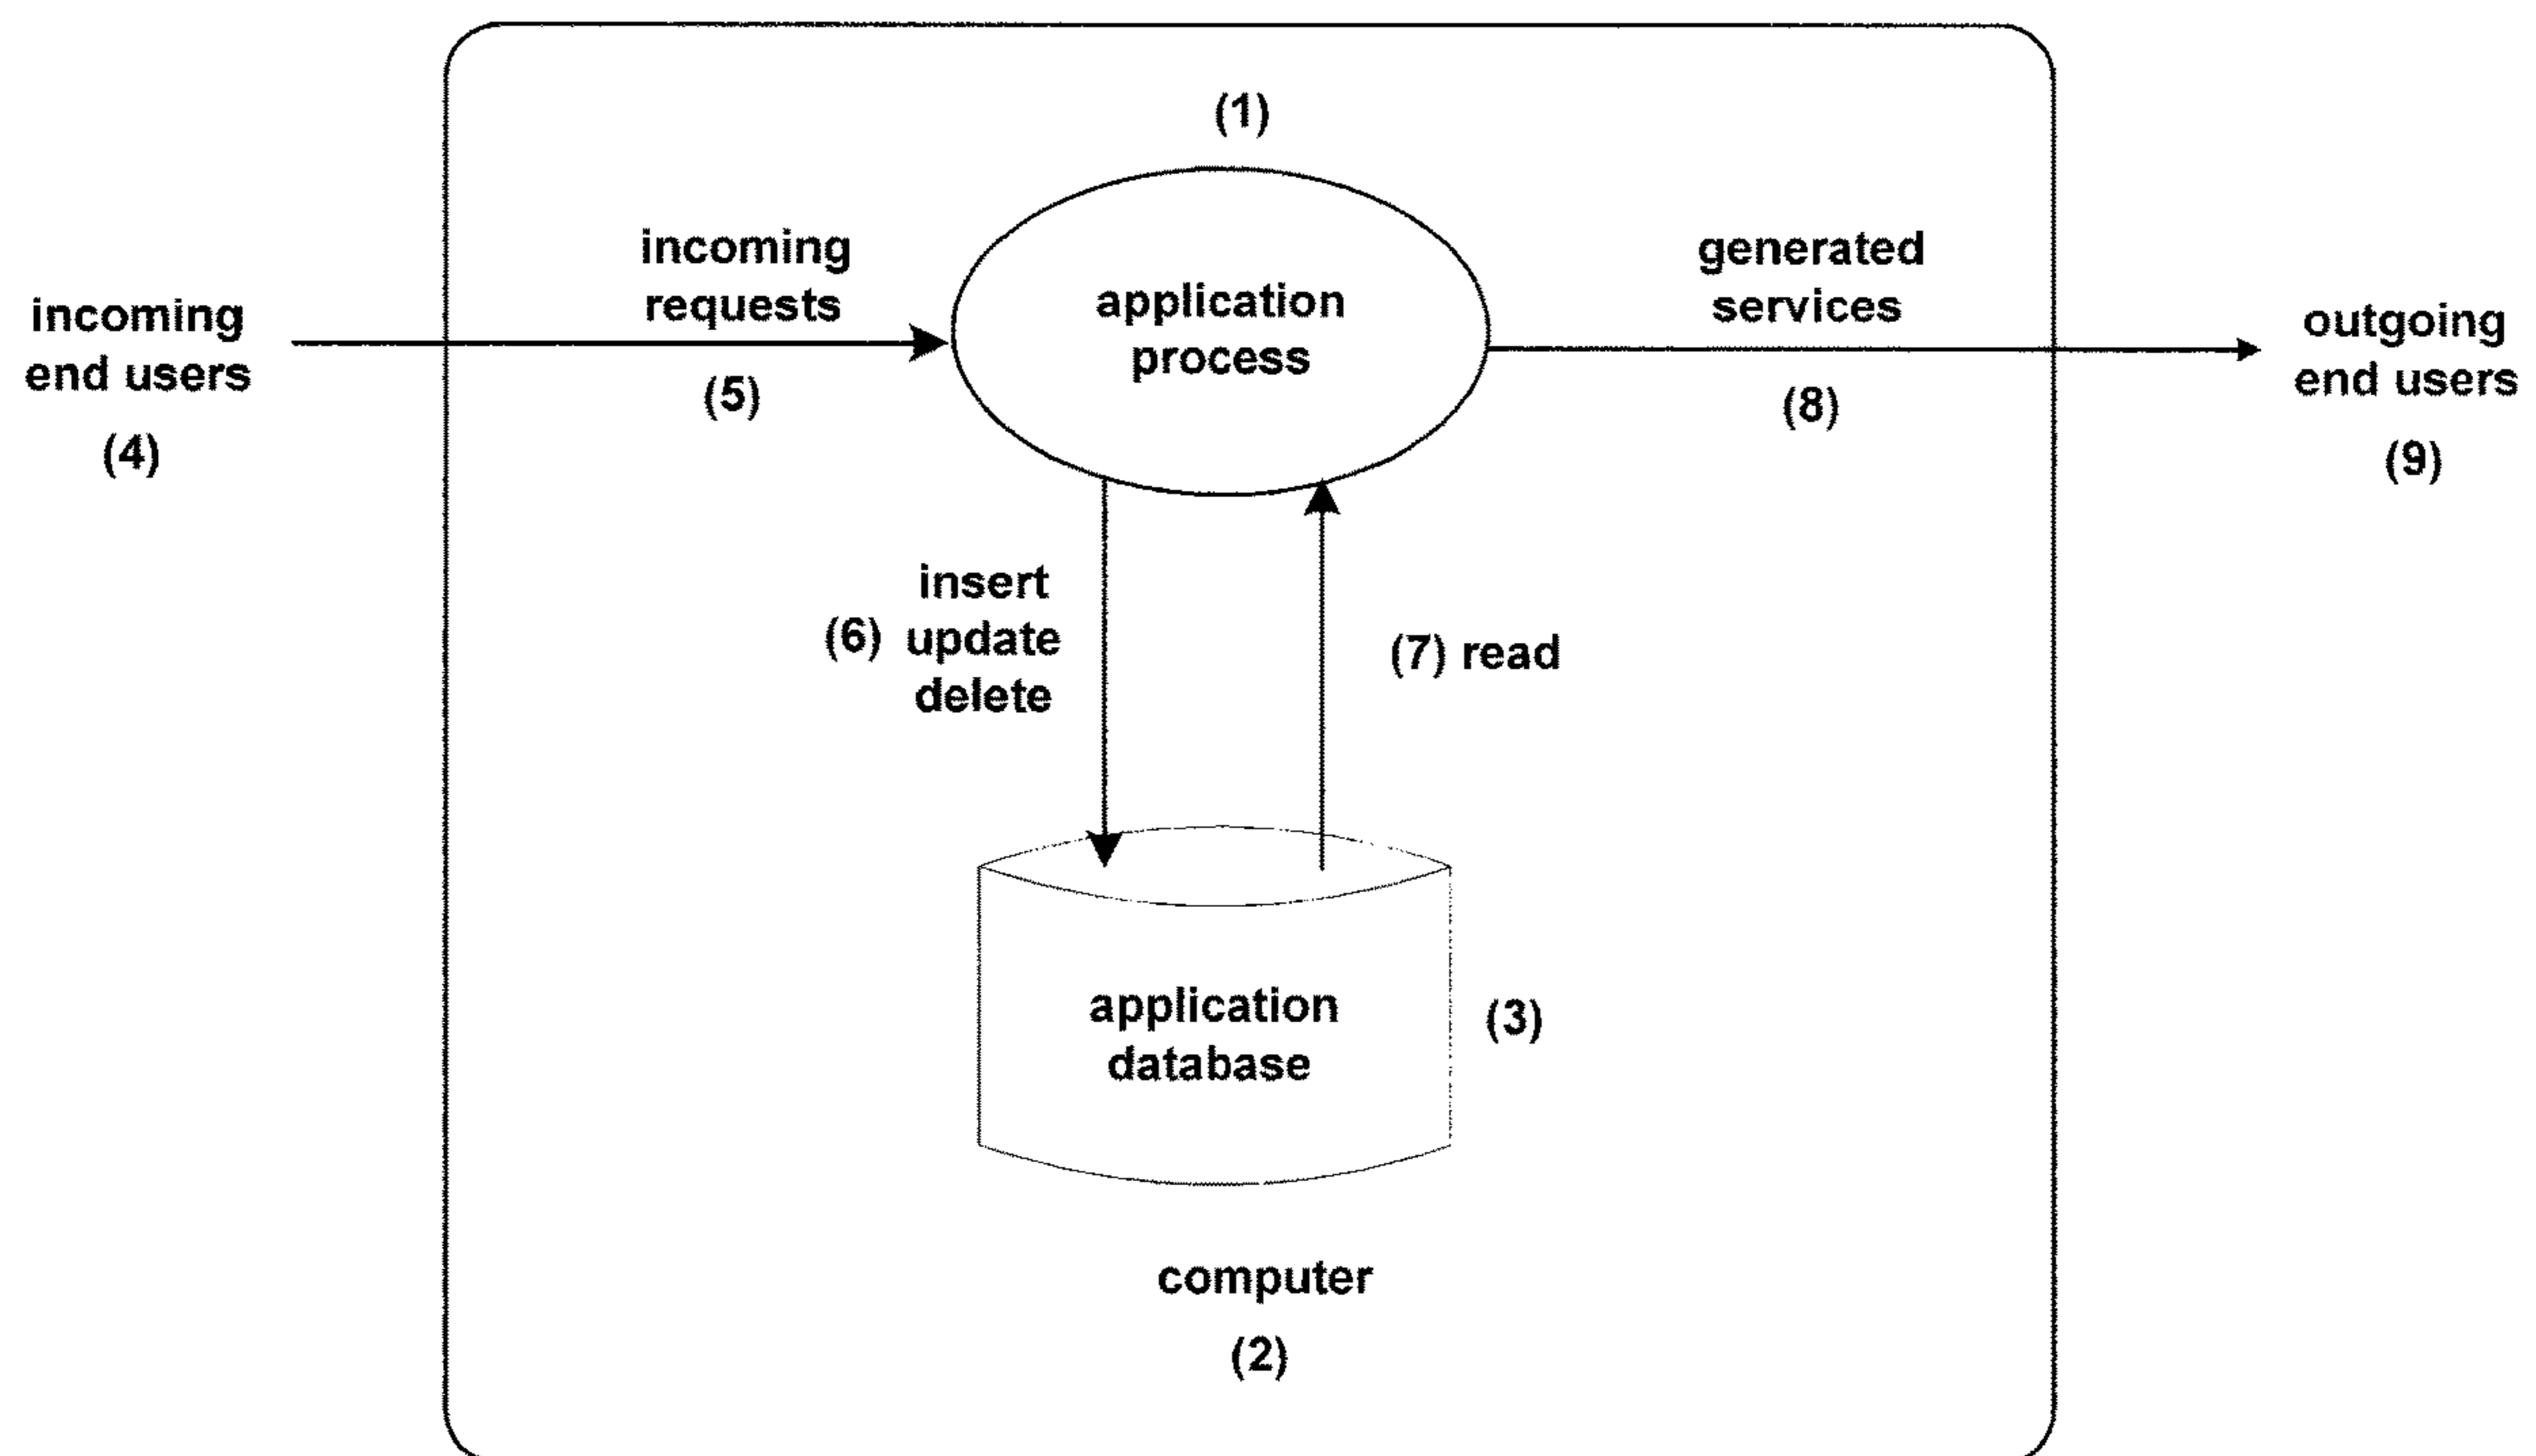 (1)
incoming
requests
generated
services
incoming
end users
application
process
outgoing
end users
(5)
(8)
(4)
(9)
insert
(6) update
delete
(7) read
application
database
(3)
computer
(2)